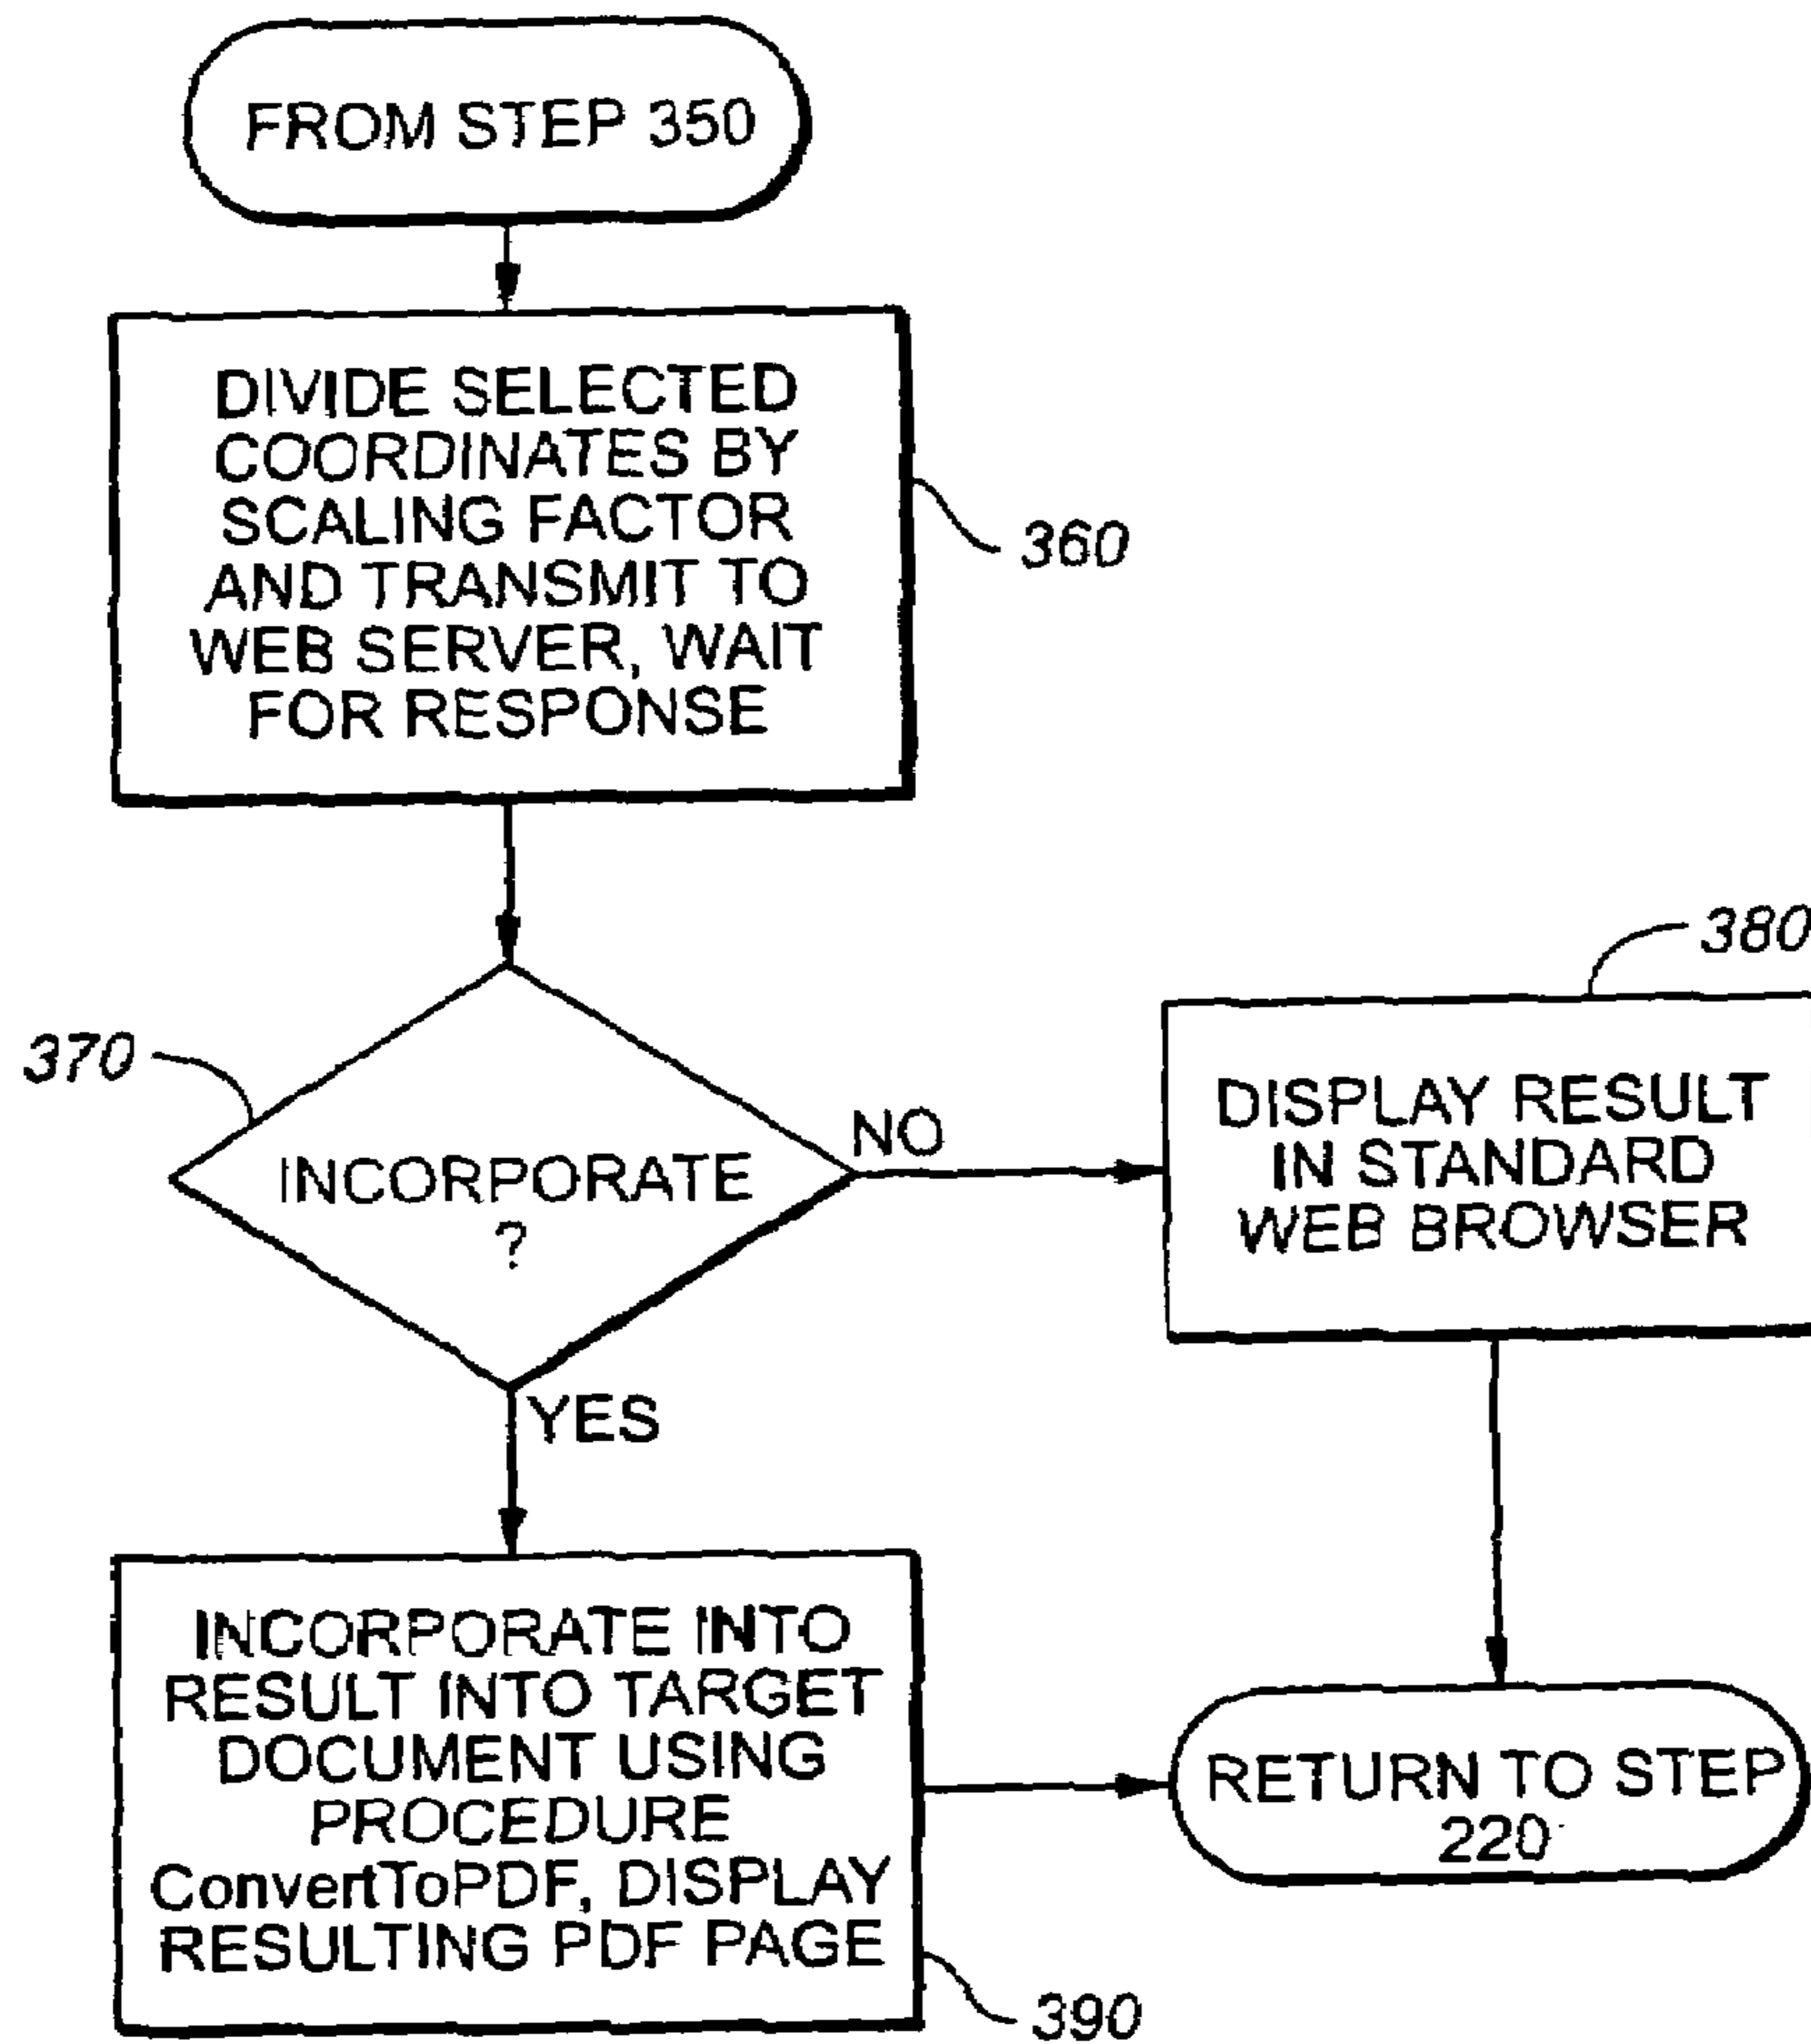 FROM STEP 350
DIVIDE SELECTED
COORDINATES BY
SCALING FACTOR
AND TRANSMIT TO
WEB SERVER, WAIT
FOR RESPONSE
360
370
INCORPORATE
?
NO
380
DISPLAY RESULT
IN STANDARD
WEB BROWSER
YES
INCORPORATE INTO
RESULT INTO TARGET
DOCUMENT USING
PROCEDURE
ConvertToPDF, DISPLAY
RESULTING PDF PAGE
390
RETURN TO STEP
220